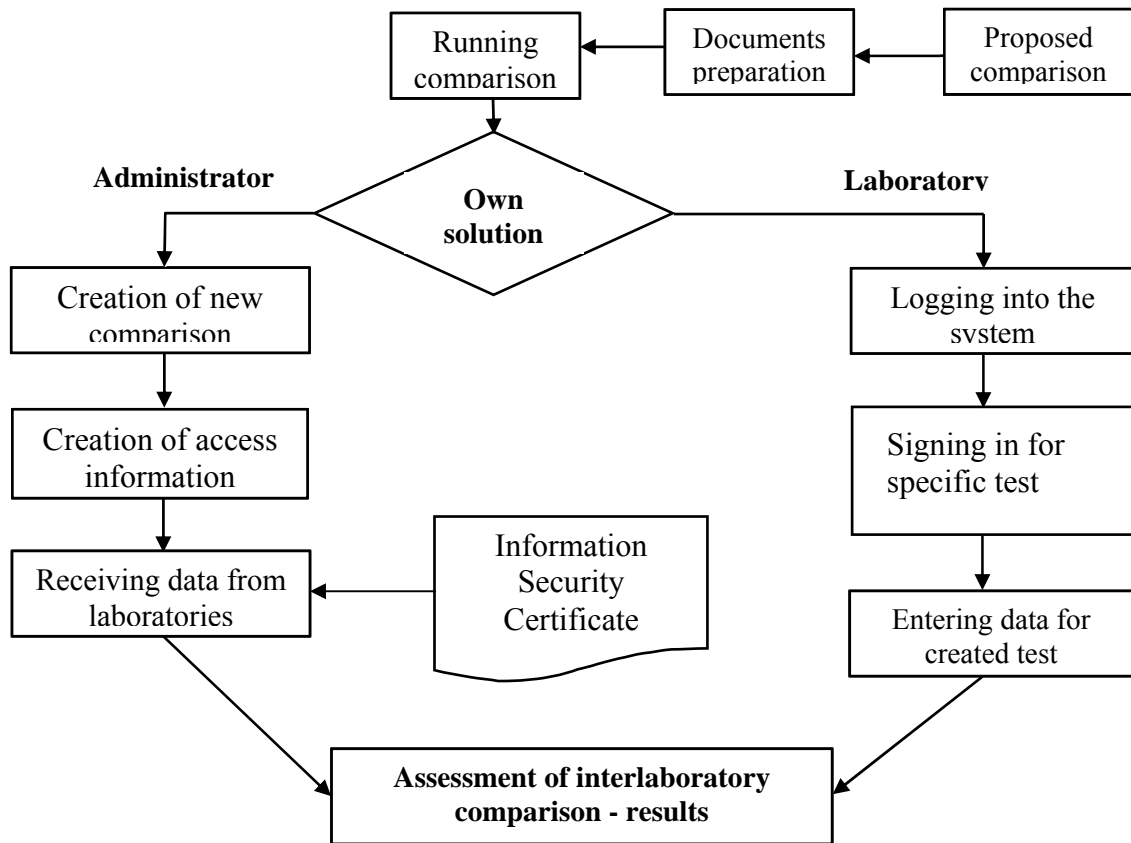 Running
comparison
Documents
preparation
Proposed
comparison
Administrator
Laboratory
Own
solution
Creation of new
comparison
Logging into the
system
Creation of access
information
Signing in for
specific test
Information
Security
Certificate
Receiving data from
laboratories
Entering data for
created test
Assessment of interlaboratory
comparison - results